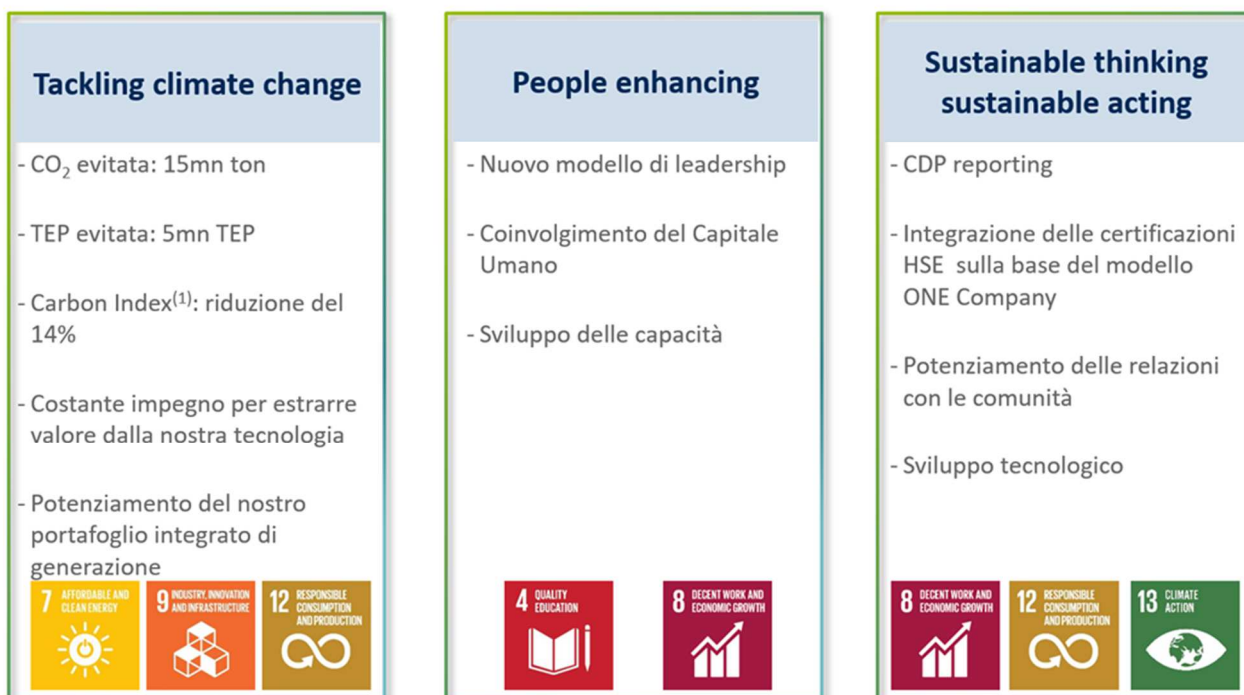 Tackling climate change
- CO₂ evitata: 15mn ton
- TEP evitata: 5mn TEP
- Carbon Index⁽¹⁾: riduzione del
14%
- Costante impegno per estrarre
valore dalla nostra tecnologia
- Potenziamento del nostro
portafoglio integrato di
generazione
7 AFFORDABLE AND
CLEAN ENERGY
9 INDUSTRY, INNOVATION
AND INFRASTRUCTURE
12 RESPONSIBLE
CONSUMPTION
AND PRODUCTION
People enhancing
- Nuovo modello di leadership
- Coinvolgimento del Capitale
Umano
- Sviluppo delle capacità
4 QUALITY
EDUCATION
8 DECENT WORK AND
ECONOMIC GROWTH
Sustainable thinking
sustainable acting
- CDP reporting
- Integrazione delle certificazioni
HSE sulla base del modello
ONE Company
- Potenziamento delle relazioni
con le comunità
- Sviluppo tecnologico
8 DECENT WORK AND
ECONOMIC GROWTH
12 RESPONSIBLE
CONSUMPTION
AND PRODUCTION
13 CLIMATE
ACTION